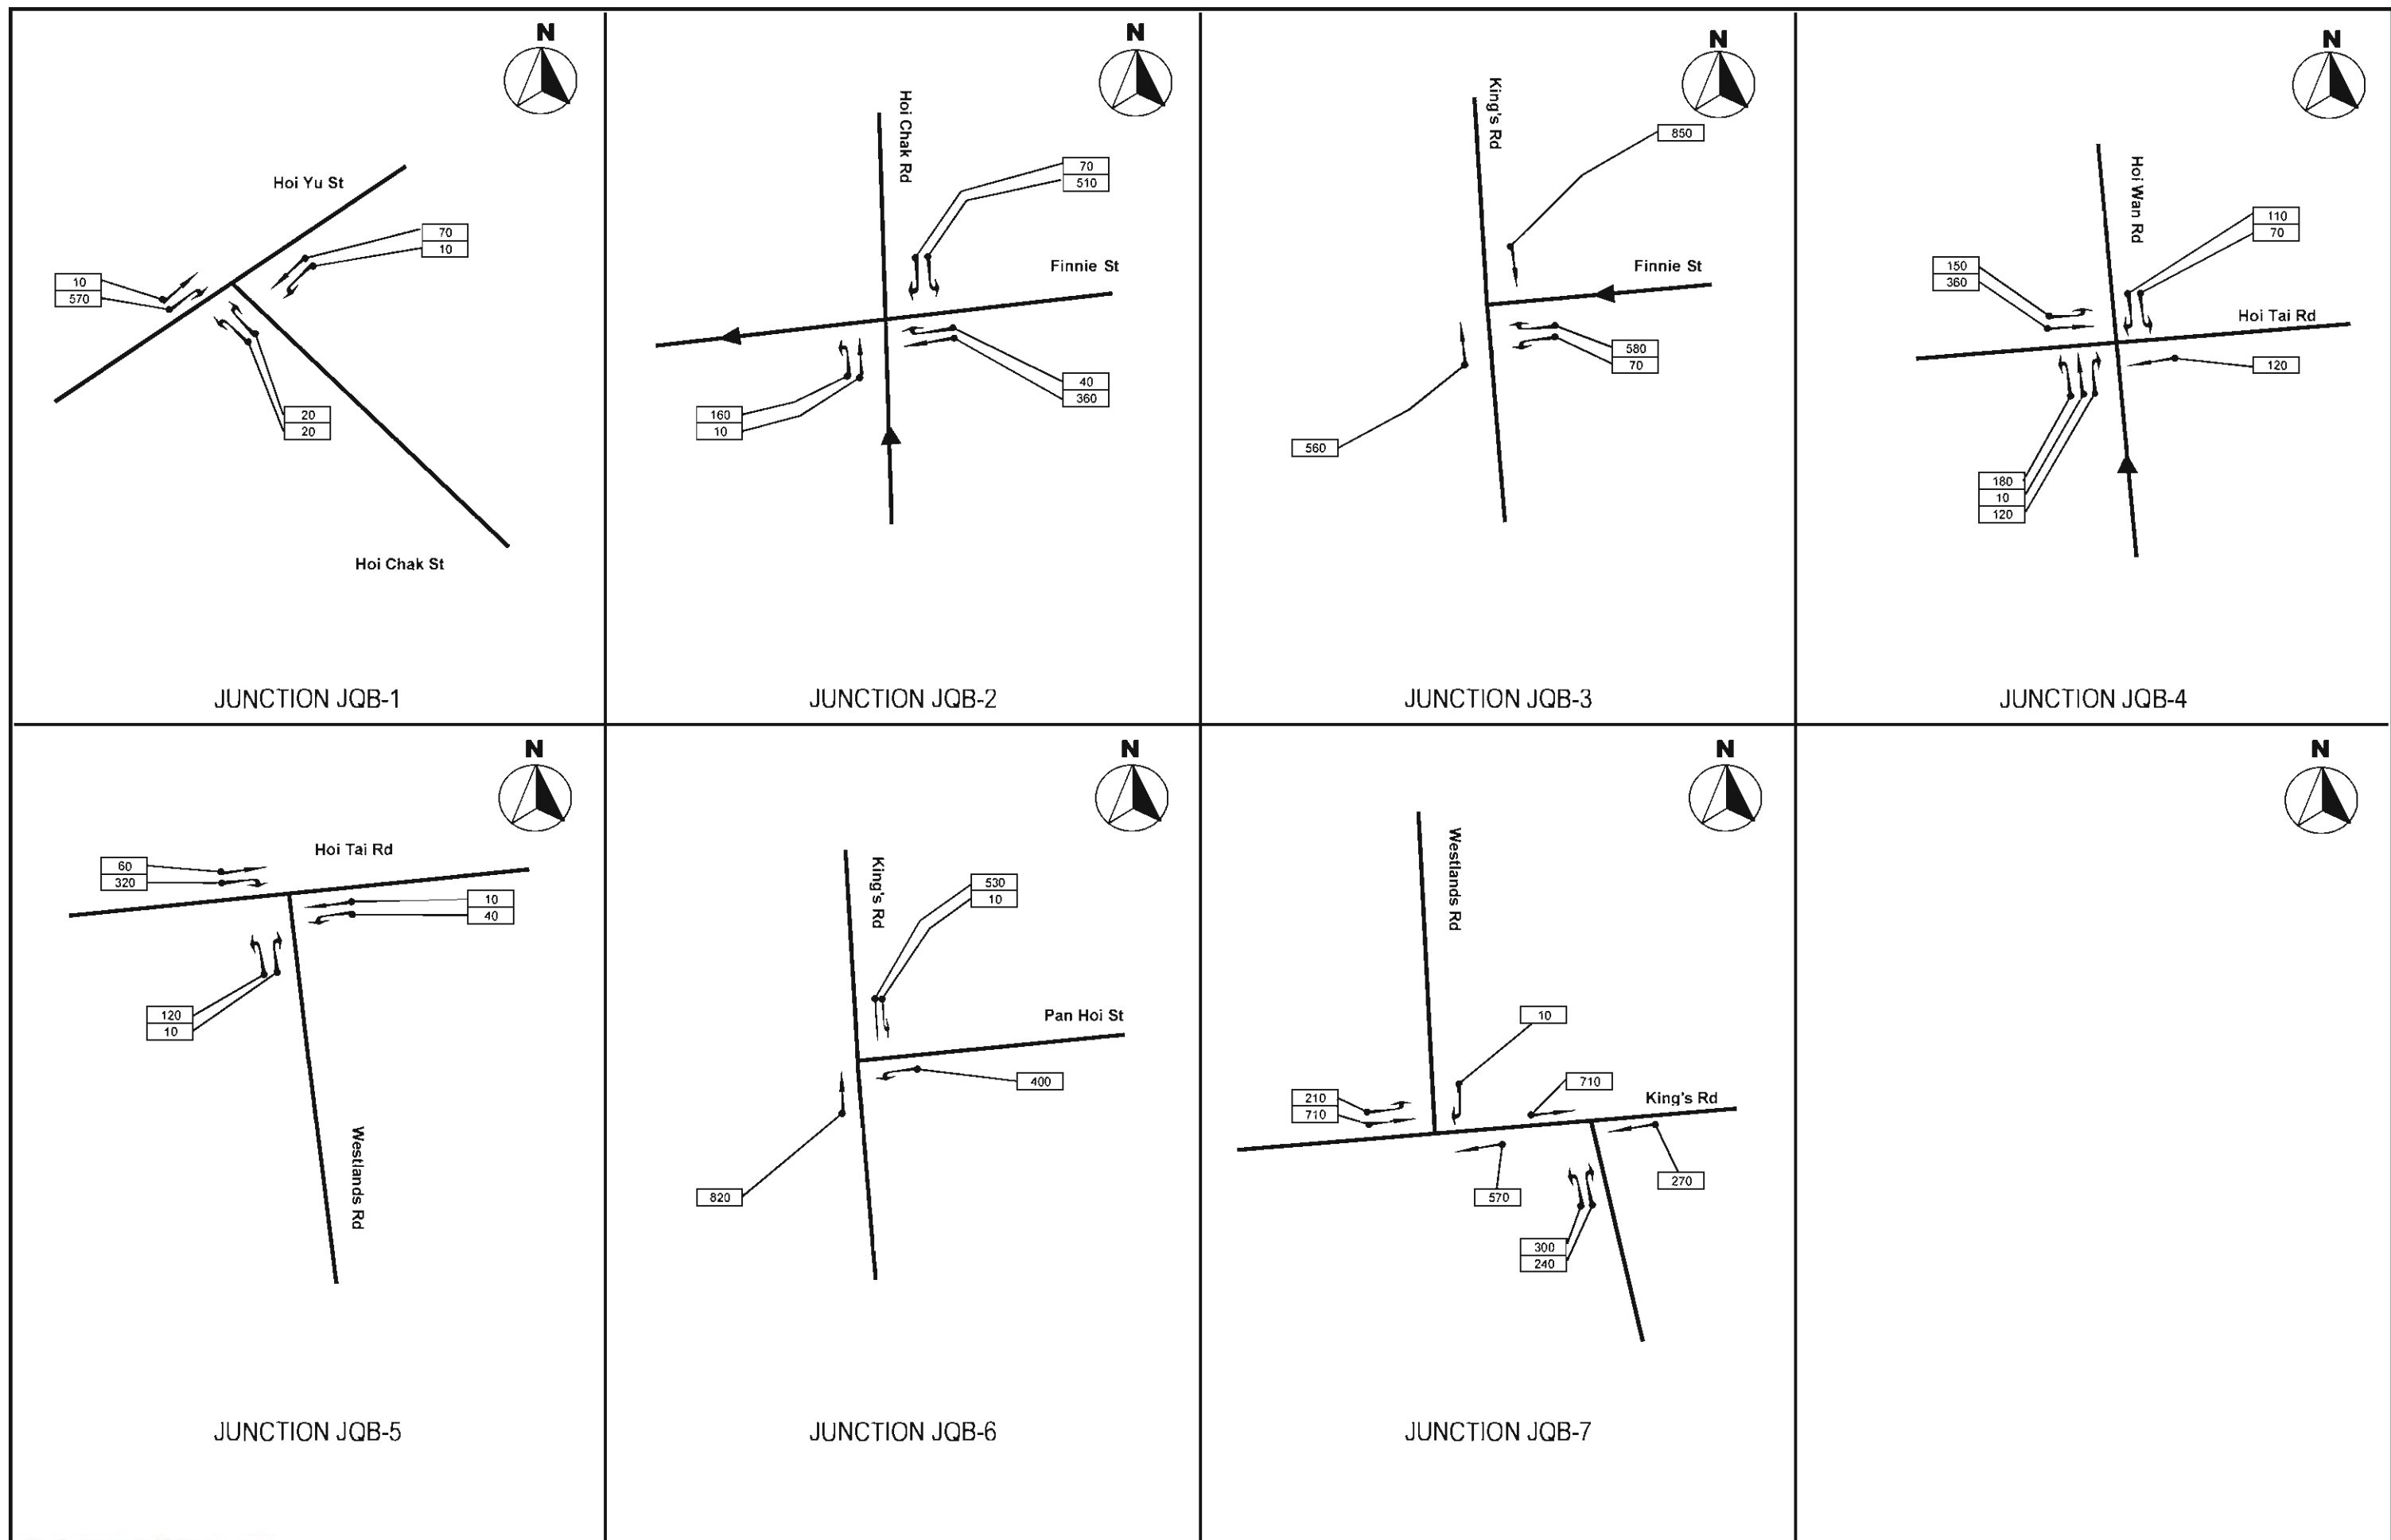 N
Hoi Yu St
70
10
10
570
20
20
Hoi Chak St
JUNCTION JQB-1
N
Hoi Chak Rd
70
510
Finnie St
40
360
160
10
JUNCTION JQB-2
N
King's Rd
850
Finnie St
580
70
560
JUNCTION JQB-3
N
Hoi Wan Rd
110
70
150
360
Hoi Tai Rd
120
180
10
120
JUNCTION JQB-4
N
Hoi Tai Rd
60
320
10
40
120
10
Westlands Rd
JUNCTION JQB-5
N
King's Rd
530
10
Pan Hoi St
400
820
JUNCTION JQB-6
N
Westlands Rd
10
710
210
710
King's Rd
270
570
300
240
JUNCTION JQB-7
N